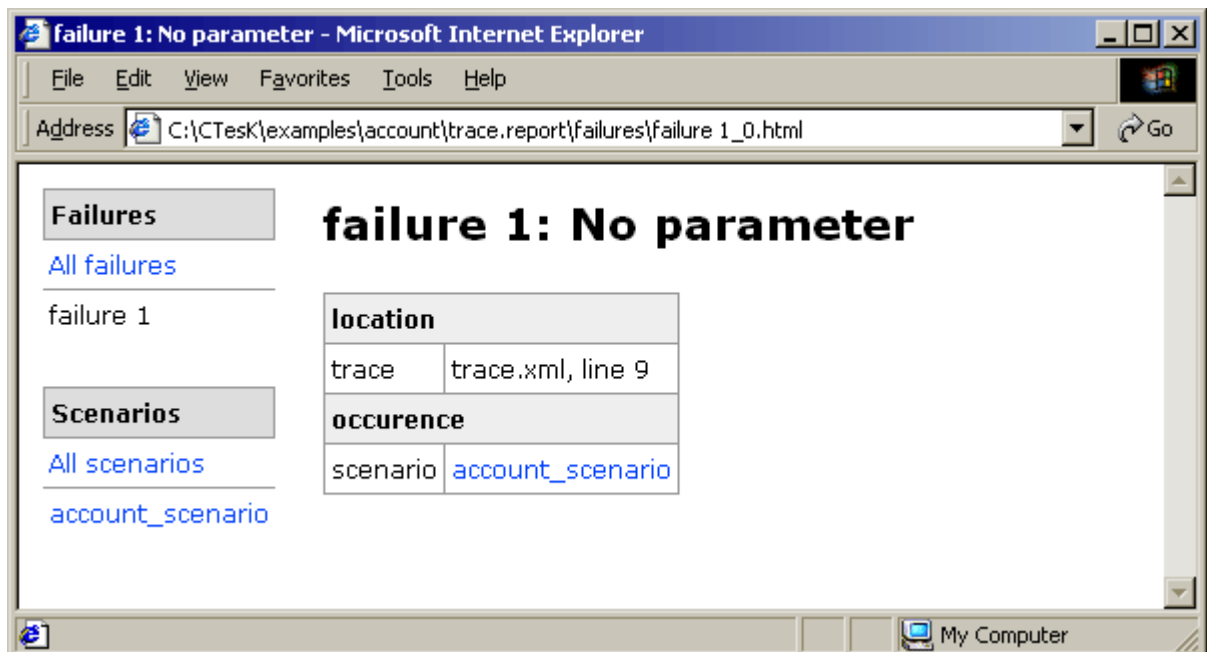 failure 1: No parameter - Microsoft Internet Explorer
File Edit View Favorites Tools Help
Address C:\CTesK\examples\account\trace.report\failures\failure 1_0.html Go
Failures
All failures
failure 1
Scenarios
All scenarios
account_scenario
failure 1: No parameter
location
trace trace.xml, line 9
occurence
scenario account_scenario
My Computer